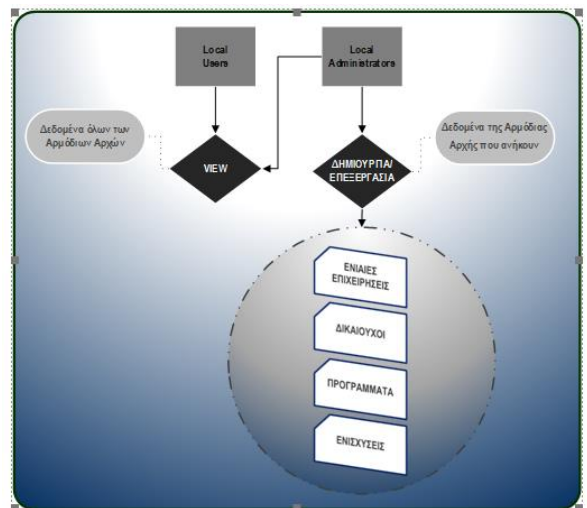 Local
Users
Local
Administrators
Δεδομένα όλων των
Αρμόδιων Αρχών
VIEW
ΔΗΜΙΟΥΡΓΙΑ/
ΕΠΕΞΕΡΓΑΣΙΑ
Δεδομένα της Αρμόδιας
Αρχής που ανήκουν
ΕΝΙΑΙΕΣ
ΕΠΙΧΕΙΡΗΣΕΙΣ
ΔΙΚΑΙΟΥΧΟΙ
ΠΡΟΓΡΑΜΜΑΤΑ
ΕΝΙΣΧΥΣΕΙΣ